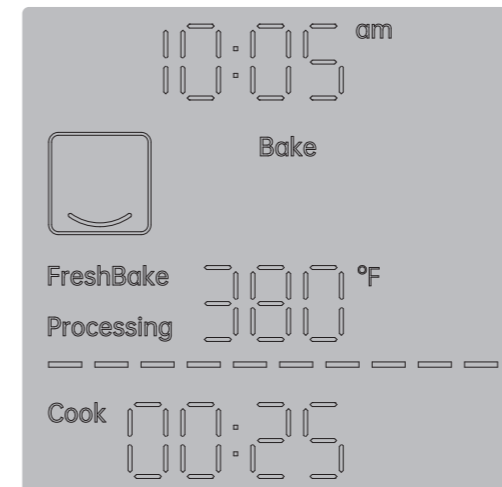 10:05 am
Bake
FreshBake
380 °F
Processing
Cook 00:25